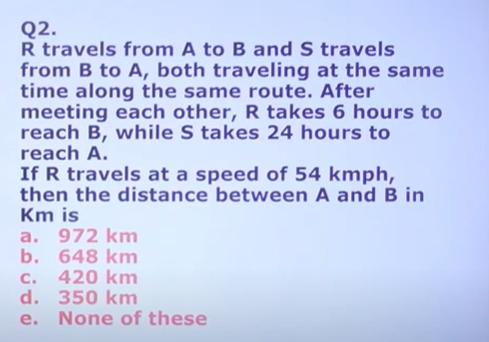 Q2.
R travels from A to B and S travels
from B to A, both traveling at the same
time along the same route. After
meeting each other, R takes 6 hours to
reach B, while S takes 24 hours to
reach A.
If R travels at a speed of 54 kmph,
then the distance between A and B in
Km is
a. 972 km
b. 648 km
c. 420 km
d. 350 km
e. None of these